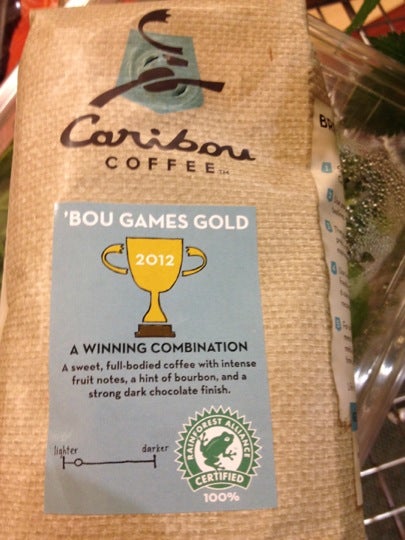 Caribou
COFFEE™
'BOU GAMES GOLD
2012
A WINNING COMBINATION
A sweet, full-bodied coffee with intense
fruit notes, a hint of bourbon, and a
strong dark chocolate finish.
lighter darker
RAINFOREST ALLIANCE
CERTIFIED
100%